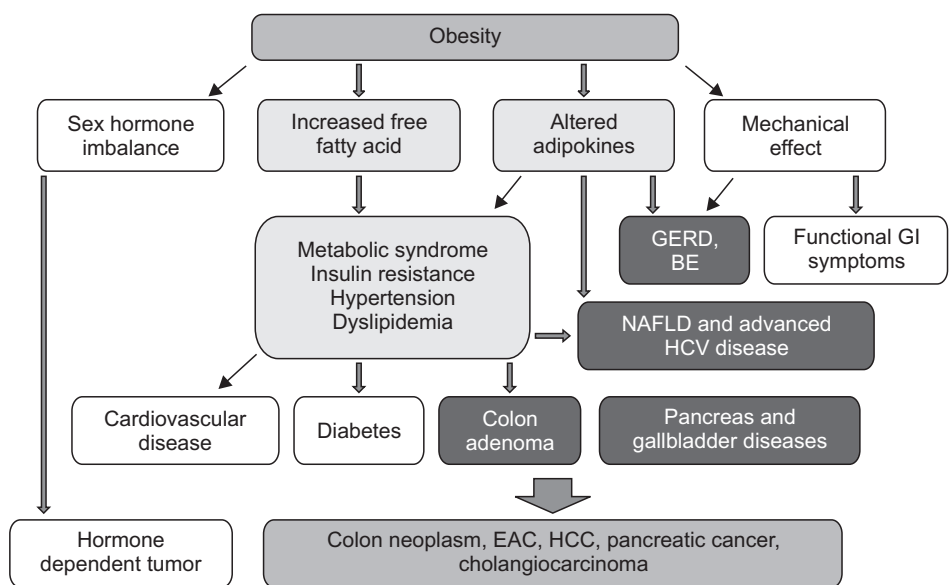 Obesity
Sex hormone
imbalance
Increased free
fatty acid
Altered
adipokines
Mechanical
effect
Metabolic syndrome
Insulin resistance
Hypertension
Dyslipidemia
GERD,
BE
Functional GI
symptoms
NAFLD and advanced
HCV disease
Cardiovascular
disease
Diabetes
Colon
adenoma
Pancreas and
gallbladder diseases
Hormone
dependent tumor
Colon neoplasm, EAC, HCC, pancreatic cancer,
cholangiocarcinoma